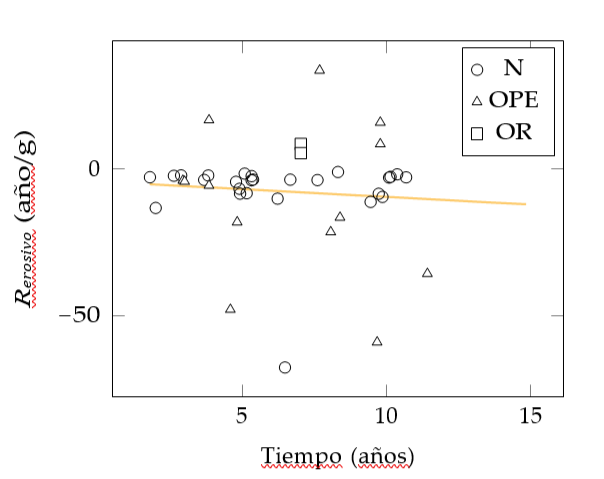 N
OPE
OR
R_erosivo (año/g)
0
−50
5 10 15
Tiempo (años)